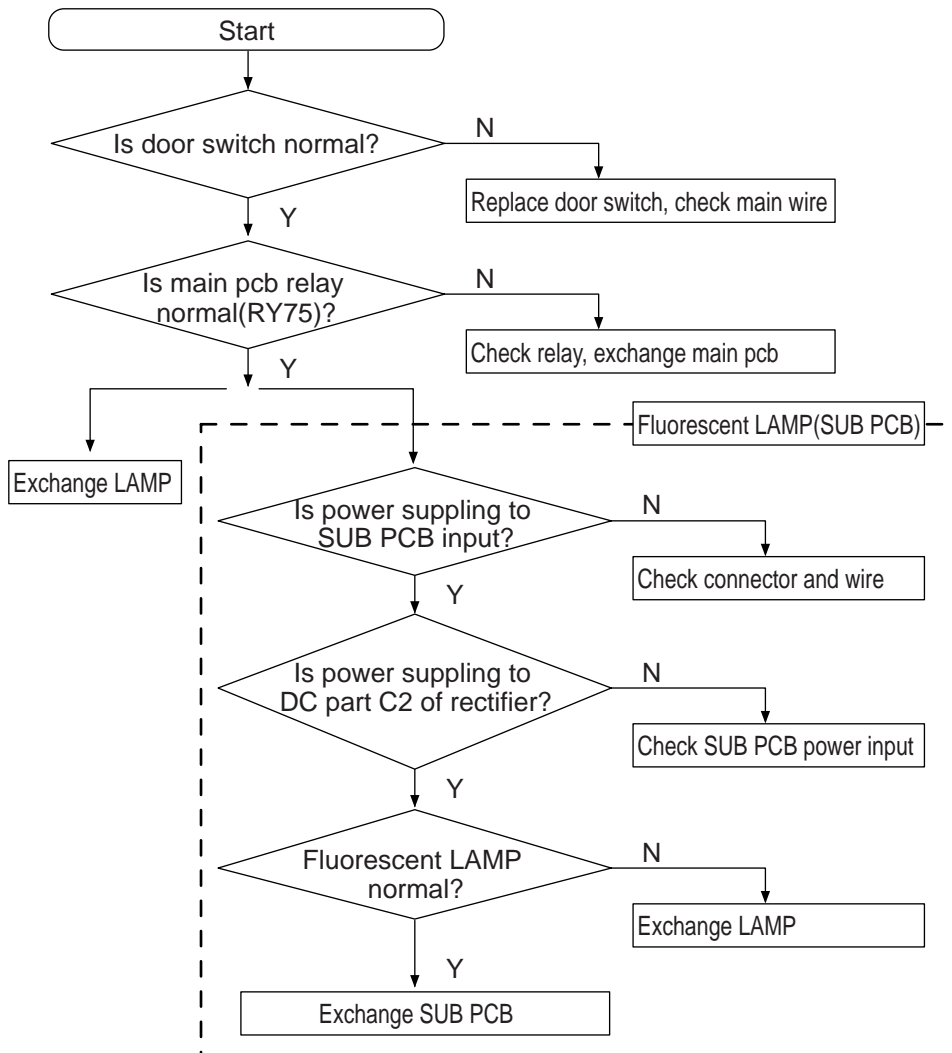 Start
Is door switch normal?
N
Replace door switch, check main wire
Y
Is main pcb relay
normal(RY75)?
N
Check relay, exchange main pcb
Y
Fluorescent LAMP(SUB PCB)
Exchange LAMP
Is power suppling to
SUB PCB input?
N
Check connector and wire
Y
Is power suppling to
DC part C2 of rectifier?
N
Check SUB PCB power input
Y
Fluorescent LAMP
normal?
N
Exchange LAMP
Y
Exchange SUB PCB